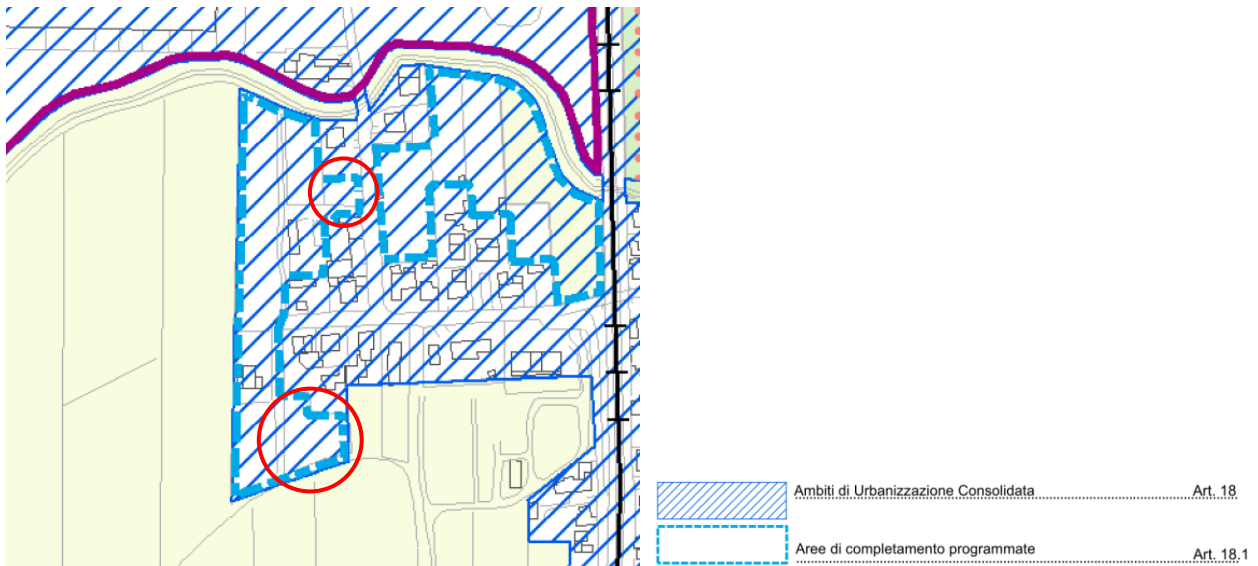 Ambiti di Urbanizzazione Consolidata Art. 18
Aree di completamento programmate Art. 18.1